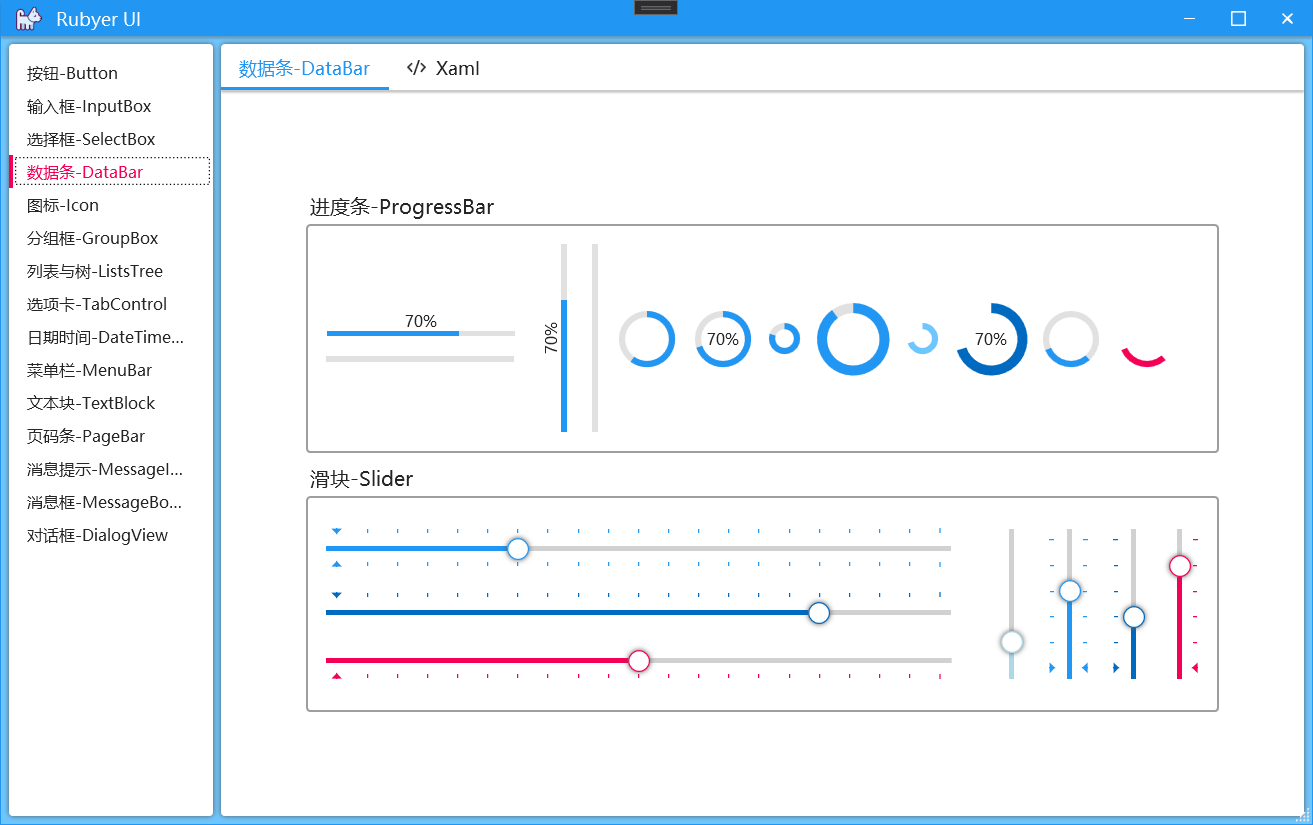 Rubyer UI
按钮-Button
输入框-InputBox
选择框-SelectBox
数据条-DataBar
图标-Icon
分组框-GroupBox
列表与树-ListsTree
选项卡-TabControl
日期时间-DateTime...
菜单栏-MenuBar
文本块-TextBlock
页码条-PageBar
消息提示-MessageI...
消息框-MessageBo...
对话框-DialogView
数据条-DataBar
</> Xaml
进度条-ProgressBar
70%
70%
70%
70%
滑块-Slider